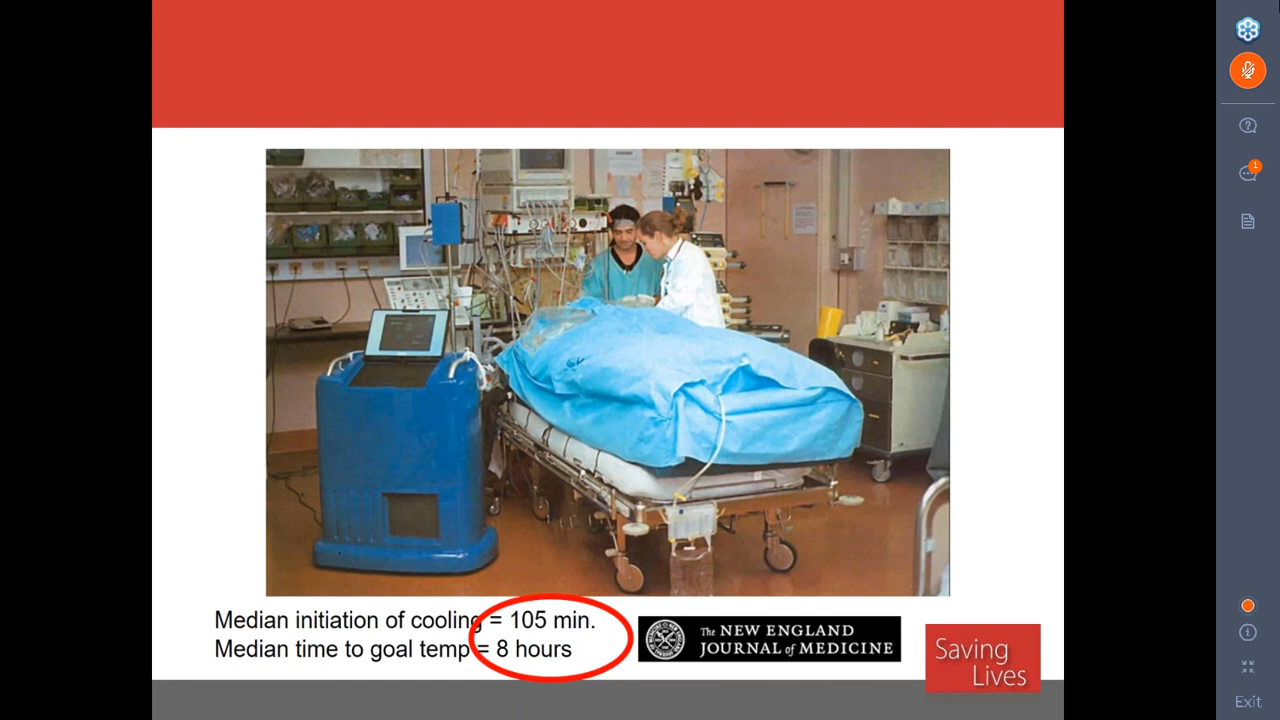 Median initiation of cooling = 105 min.
Median time to goal temp = 8 hours
The NEW ENGLAND
JOURNAL of MEDICINE
Saving
Lives
1
Exit